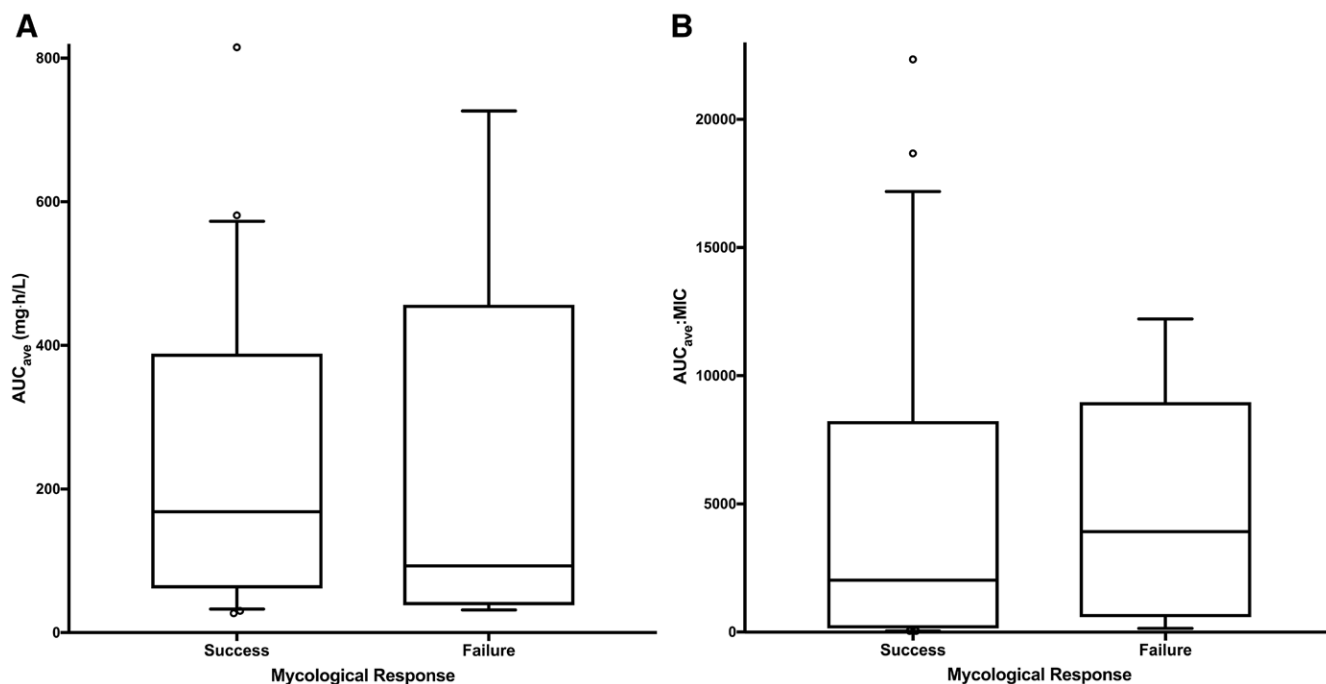 A
800
600
400
200
0
AUCave (mg·h/L)
Success Failure
Mycological Response
B
20000
15000
10000
5000
0
AUCave:MIC
Success Failure
Mycological Response